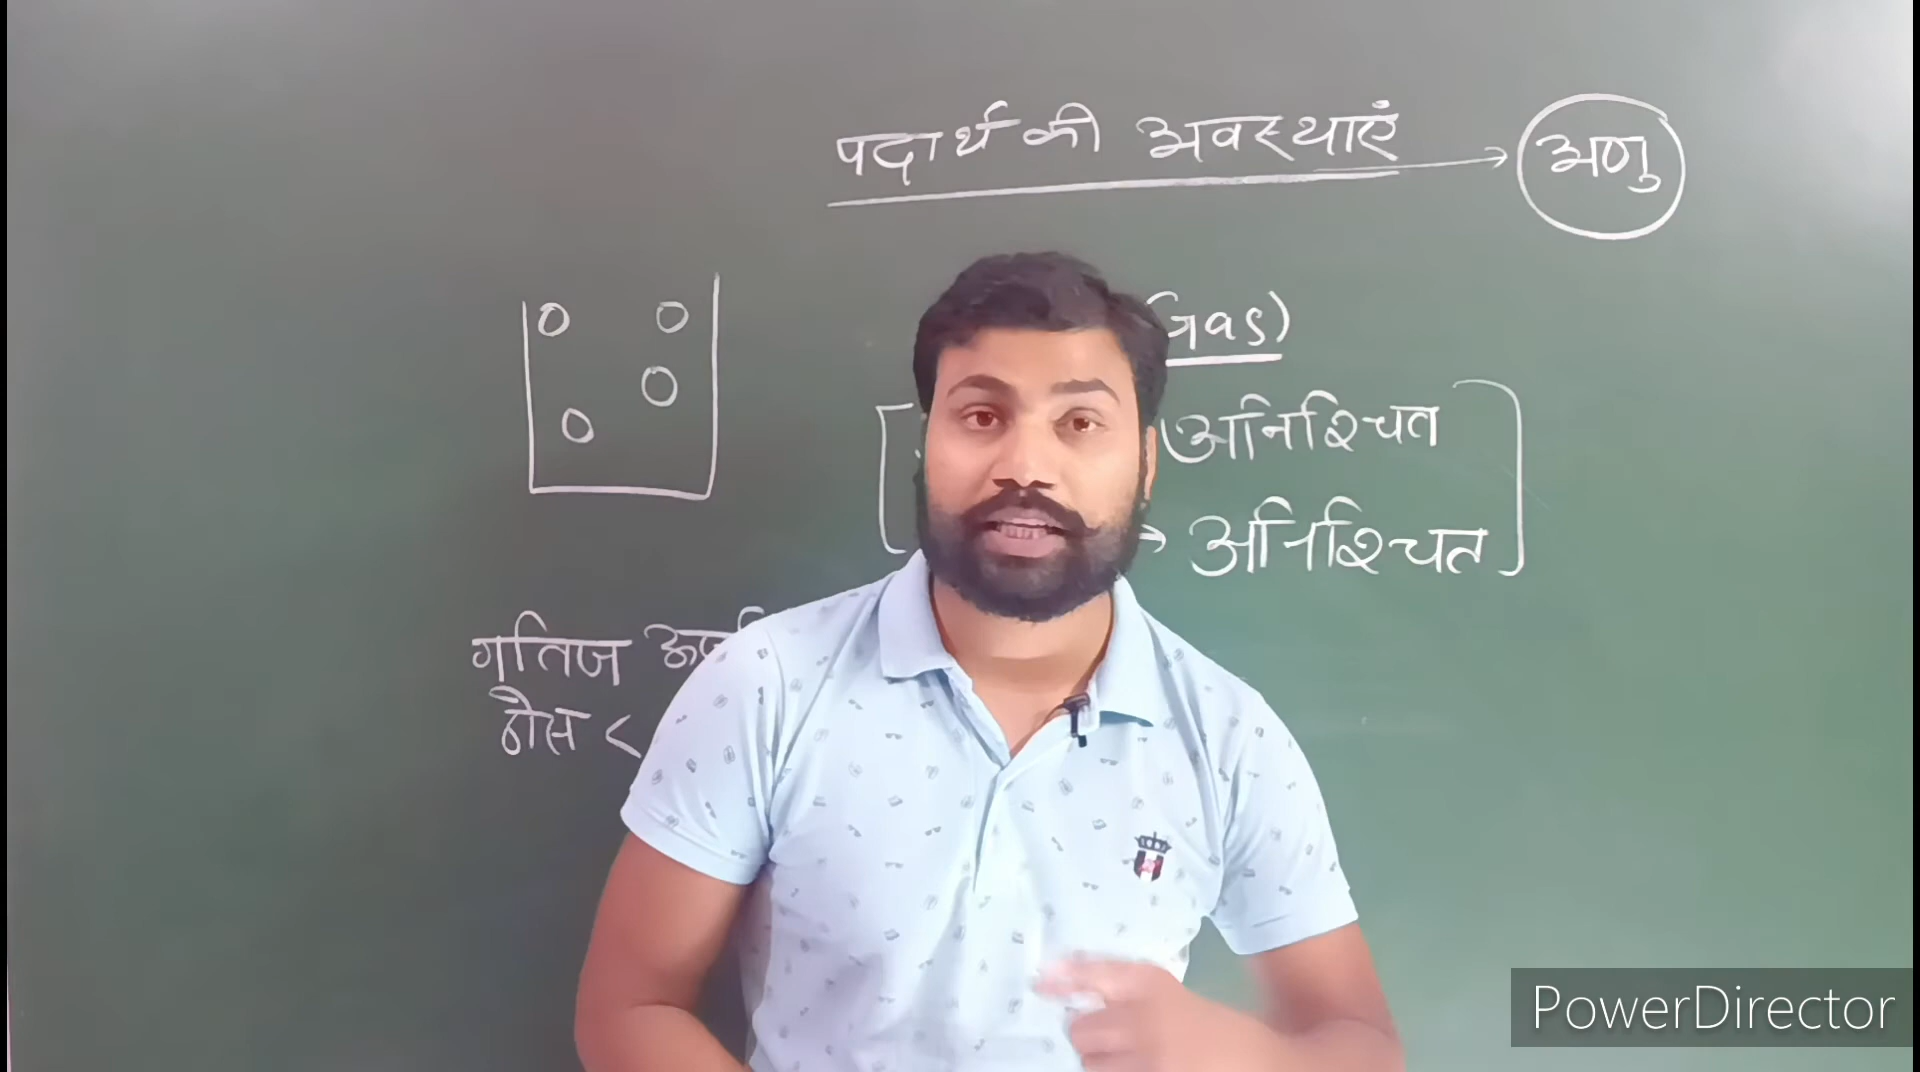 पदार्थ की अवस्थाएं → अणु
Gas)
अनिश्चित
→ अनिश्चित
गतिज
ठोस <
PowerDirector